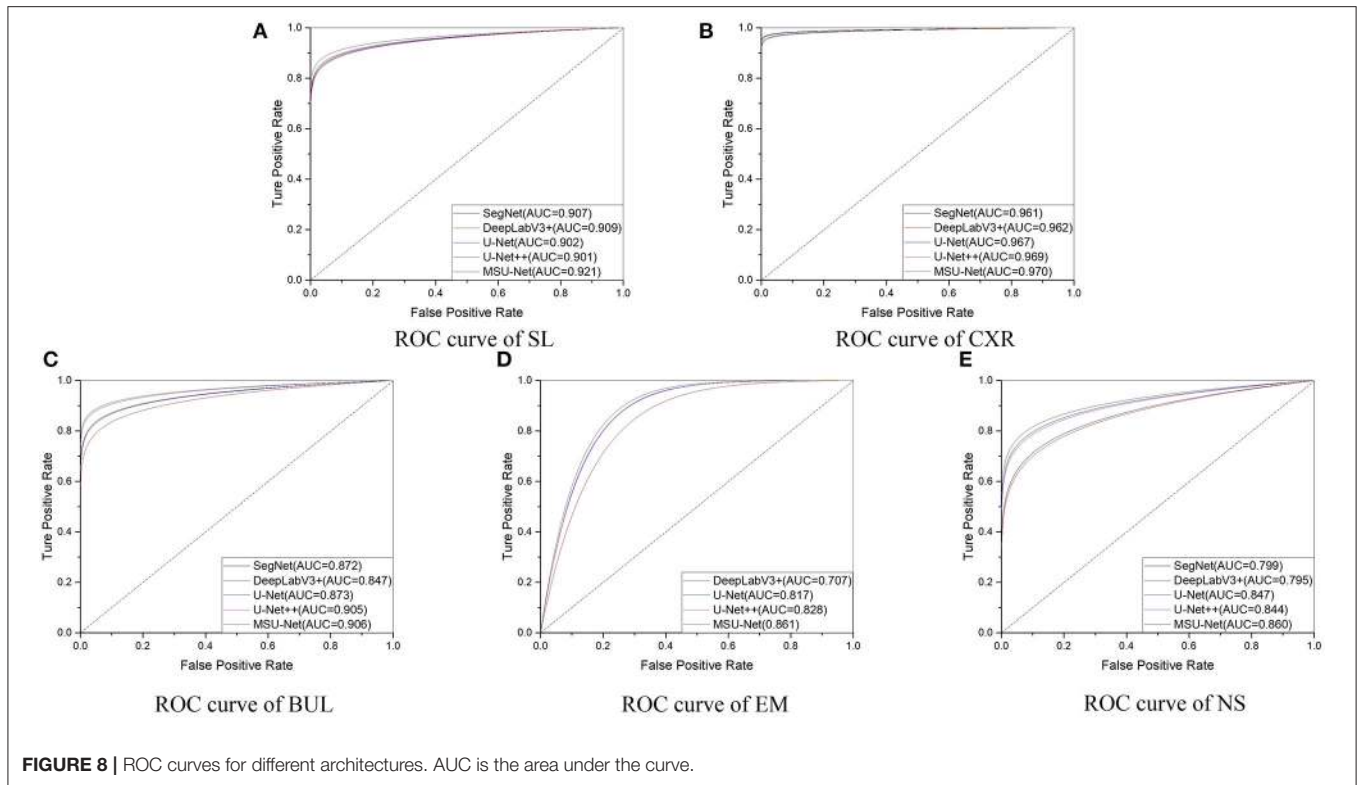 A
1.0
0.8
0.6
0.4
0.2
0.0
Ture Positive Rate
SegNet(AUC=0.907)
DeepLabV3+(AUC=0.909)
U-Net(AUC=0.902)
U-Net++(AUC=0.901)
MSU-Net(AUC=0.921)
0.0 0.2 0.4 0.6 0.8 1.0
False Positive Rate
ROC curve of SL
B
1.0
0.8
0.6
0.4
0.2
0.0
Ture Positive Rate
SegNet(AUC=0.961)
DeepLabV3+(AUC=0.962)
U-Net(AUC=0.967)
U-Net++(AUC=0.969)
MSU-Net(AUC=0.970)
0.0 0.2 0.4 0.6 0.8 1.0
False Positive Rate
ROC curve of CXR
C
1.0
0.8
0.6
0.4
0.2
0.0
Ture Positive Rate
SegNet(AUC=0.872)
DeepLabV3+(AUC=0.847)
U-Net(AUC=0.873)
U-Net++(AUC=0.905)
MSU-Net(AUC=0.906)
0.0 0.2 0.4 0.6 0.8 1.0
False Positive Rate
ROC curve of BUL
D
1.0
0.8
0.6
0.4
0.2
0.0
Ture Positive Rate
DeepLabV3+(AUC=0.707)
U-Net(AUC=0.817)
U-Net++(AUC=0.828)
MSU-Net(0.861)
0.0 0.2 0.4 0.6 0.8 1.0
False Positive Rate
ROC curve of EM
E
1.0
0.8
0.6
0.4
0.2
0.0
Ture Positive Rate
SegNet(AUC=0.799)
DeepLabV3+(AUC=0.795)
U-Net(AUC=0.847)
U-Net++(AUC=0.844)
MSU-Net(AUC=0.860)
0.0 0.2 0.4 0.6 0.8 1.0
False Positive Rate
ROC curve of NS
FIGURE 8 | ROC curves for different architectures. AUC is the area under the curve.